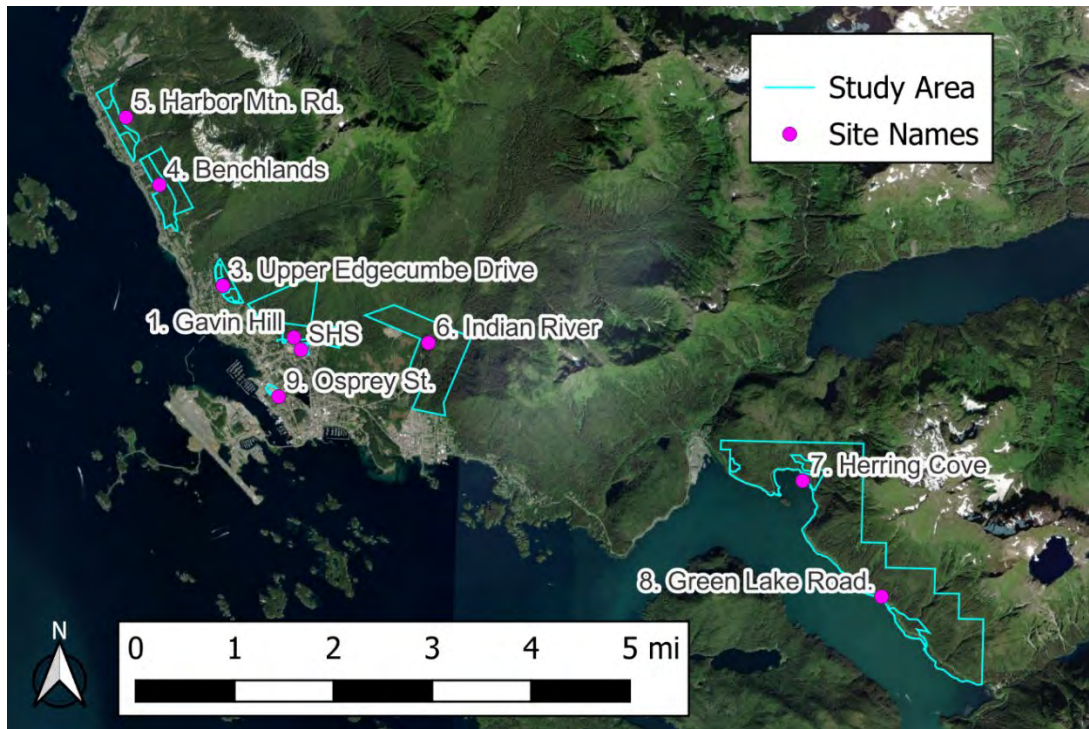 Study Area
Site Names
5. Harbor Mtn. Rd.
4. Benchlands
3. Upper Edgecumbe Drive
1. Gavin Hill
SHS
6. Indian River
9. Osprey St.
7. Herring Cove
8. Green Lake Road.
N
0 1 2 3 4 5 mi